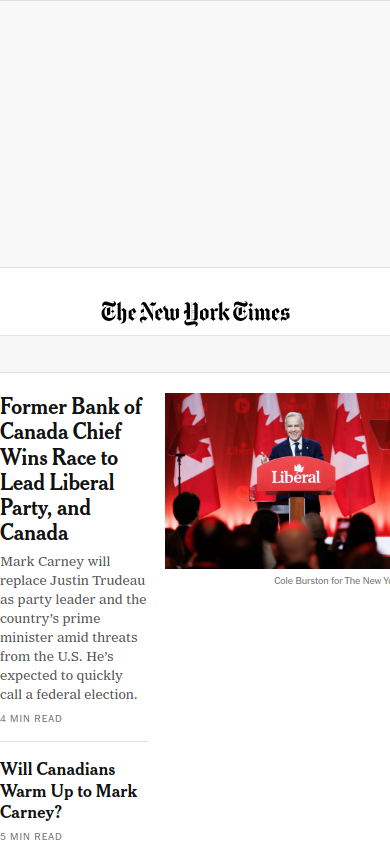 The New York Times
Former Bank of
Canada Chief
Wins Race to
Lead Liberal
Party, and
Canada
Liberal
Cole Burston for The New Yo
Mark Carney will
replace Justin Trudeau
as party leader and the
country's prime
minister amid threats
from the U.S. He's
expected to quickly
call a federal election.
4 MIN READ
Will Canadians
Warm Up to Mark
Carney?
5 MIN READ